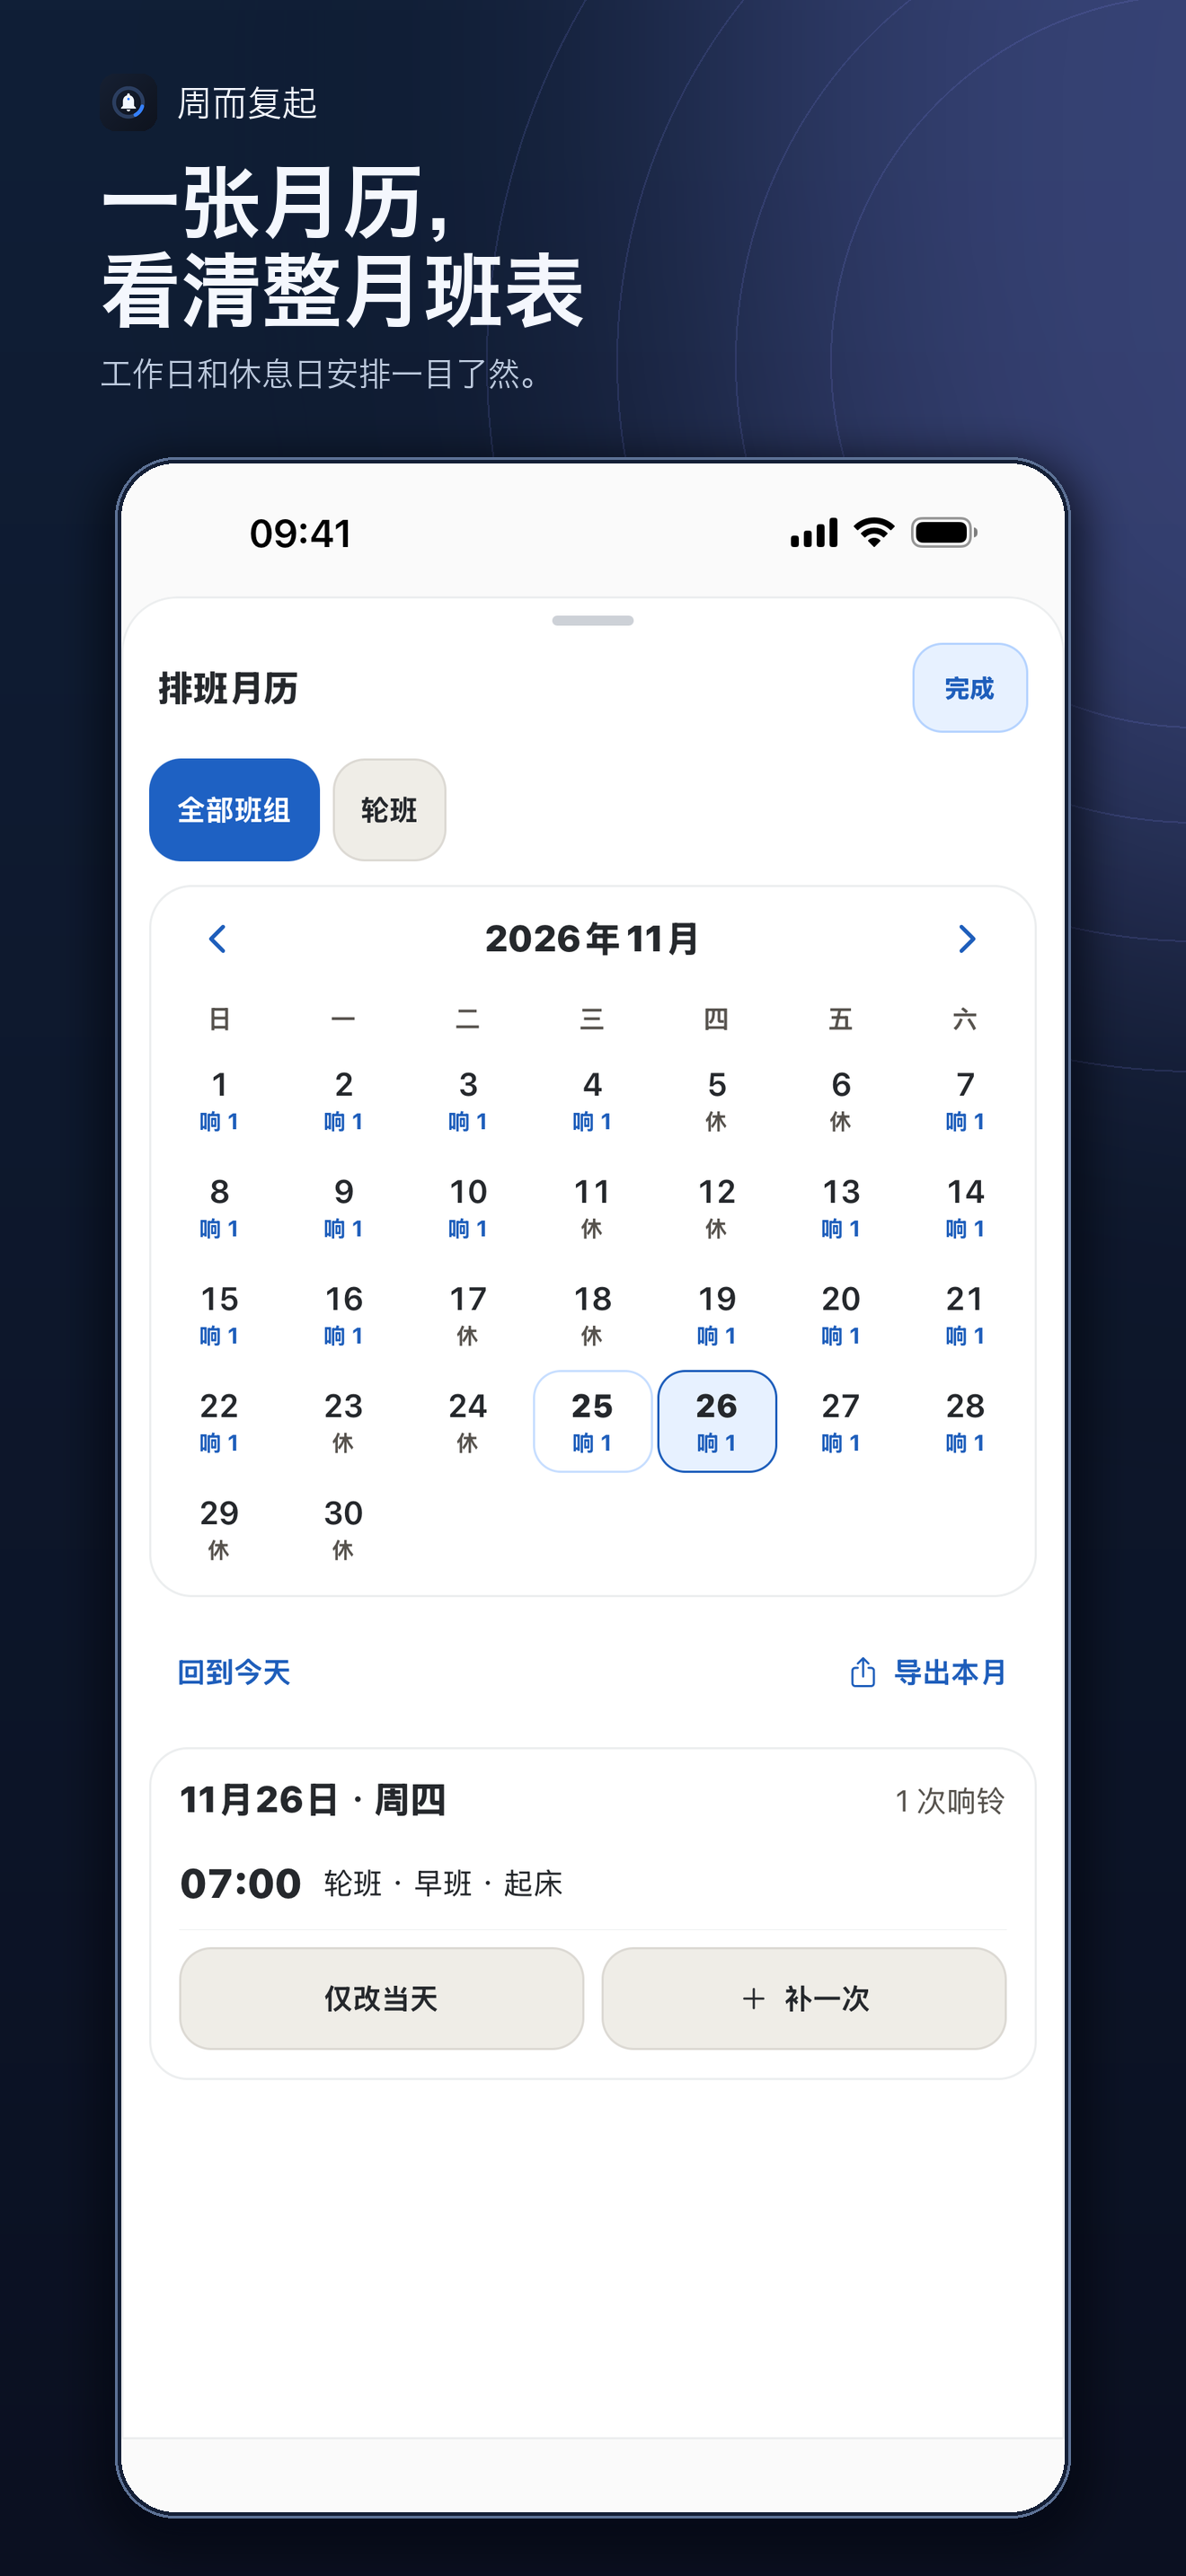 周而复起
一张月历,
看清整月班表
工作日和休息日安排一目了然。
09:41
排班月历
完成
全部班组 轮班
2026年11月
日 一 二 三 四 五 六
1 2 3 4 5 6 7
响 1 响 1 响 1 响 1 休 休 响 1
8 9 10 11 12 13 14
响 1 响 1 响 1 休 休 响 1 响 1
15 16 17 18 19 20 21
响 1 响 1 休 休 响 1 响 1 响 1
22 23 24 25 26 27 28
响 1 休 休 响 1 响 1 响 1 响 1
29 30
休 休
回到今天 导出本月
11月26日 · 周四 1 次响铃
07:00 轮班 · 早班 · 起床
仅改当天 + 补一次